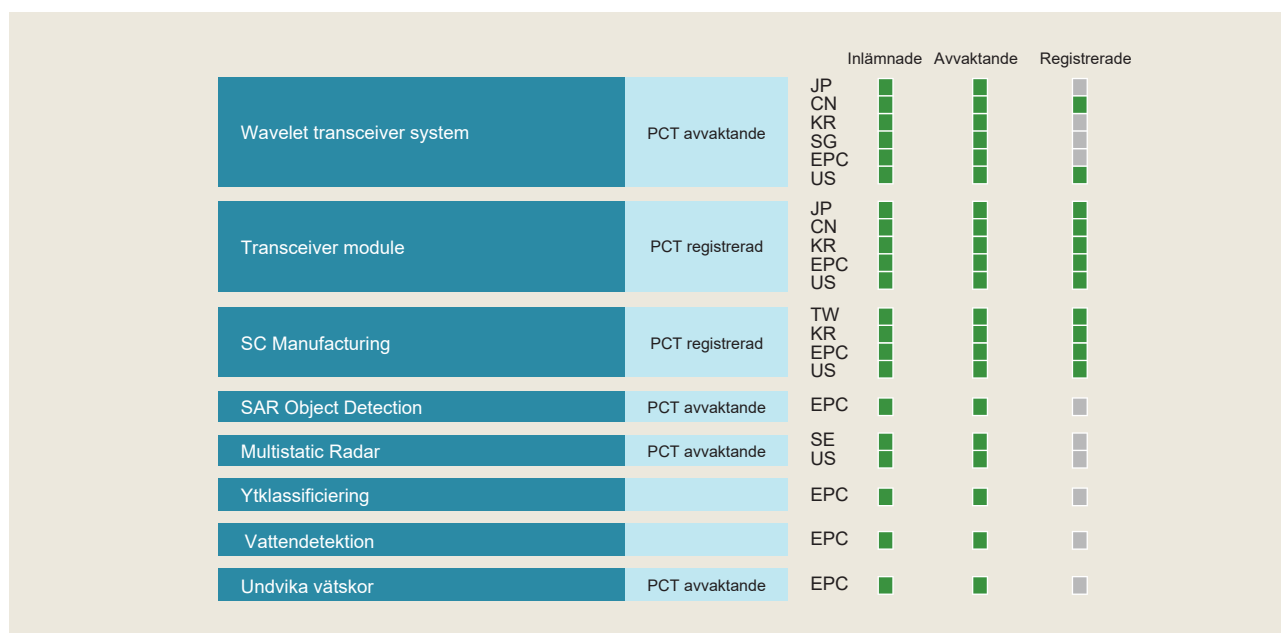 Inlämnade Avvaktande Registrerade
Wavelet transceiver system
PCT avvaktande
JP
CN
KR
SG
EPC
US
Transceiver module
PCT registrerad
JP
CN
KR
EPC
US
SC Manufacturing
PCT registrerad
TW
KR
EPC
US
SAR Object Detection
PCT avvaktande
EPC
Multistatic Radar
PCT avvaktande
SE
US
Ytklassificiering
EPC
Vattendetektion
EPC
Undvika vätskor
PCT avvaktande
EPC